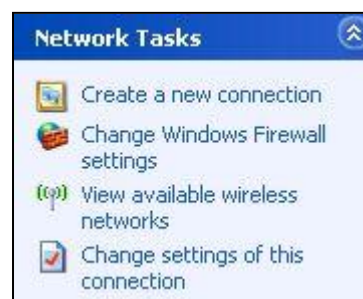 Network Tasks
Create a new connection
Change Windows Firewall
settings
View available wireless
networks
Change settings of this
connection